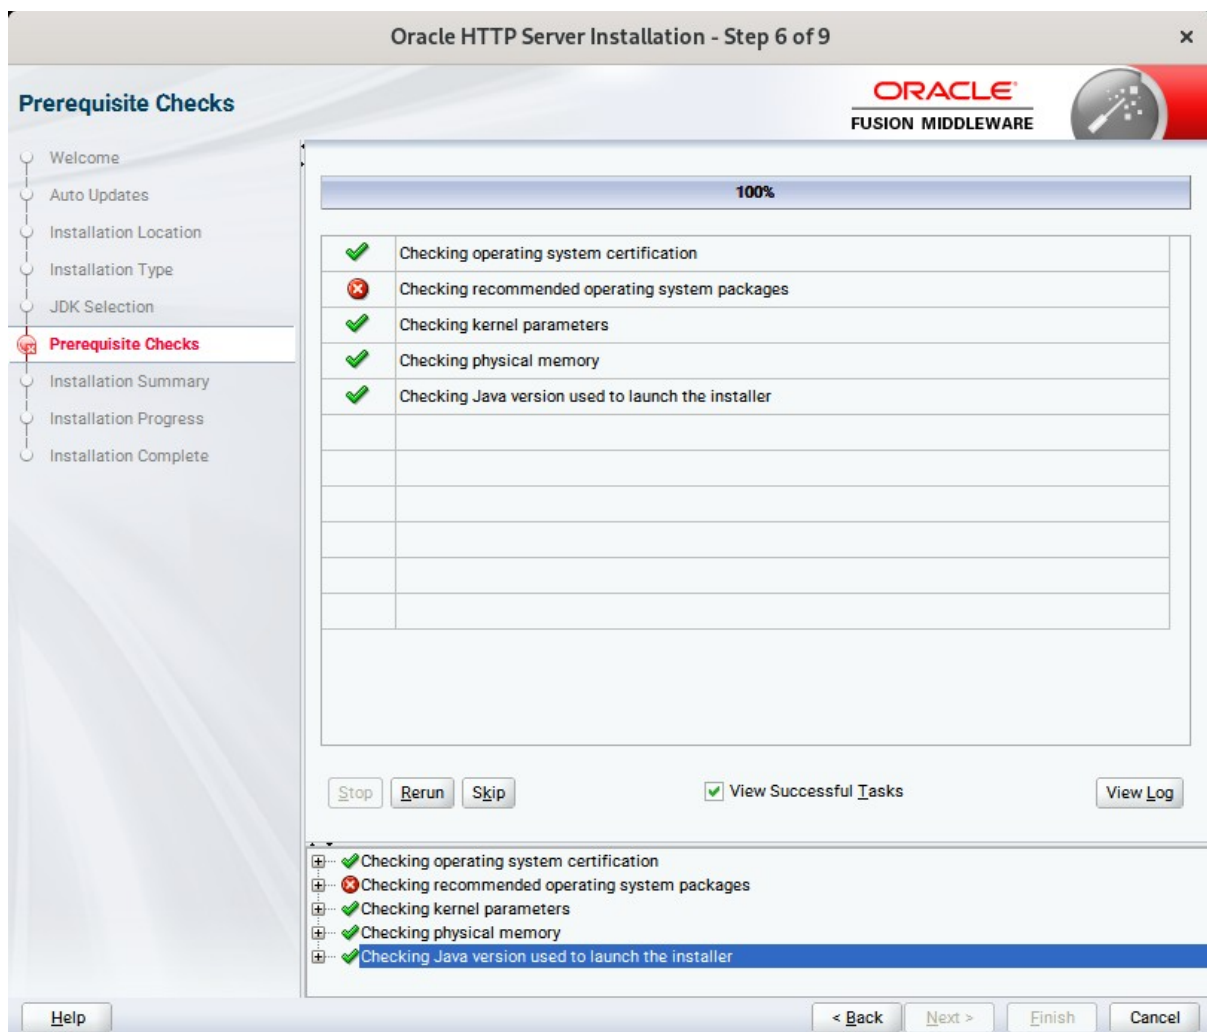 Oracle HTTP Server Installation - Step 6 of 9
Prerequisite Checks
ORACLE
FUSION MIDDLEWARE
Welcome
Auto Updates
Installation Location
Installation Type
JDK Selection
Prerequisite Checks
Installation Summary
Installation Progress
Installation Complete
100%
Checking operating system certification
Checking recommended operating system packages
Checking kernel parameters
Checking physical memory
Checking Java version used to launch the installer
Stop Rerun Skip View Successful Tasks View Log
Checking operating system certification
Checking recommended operating system packages
Checking kernel parameters
Checking physical memory
Checking Java version used to launch the installer
Help < Back Next > Finish Cancel